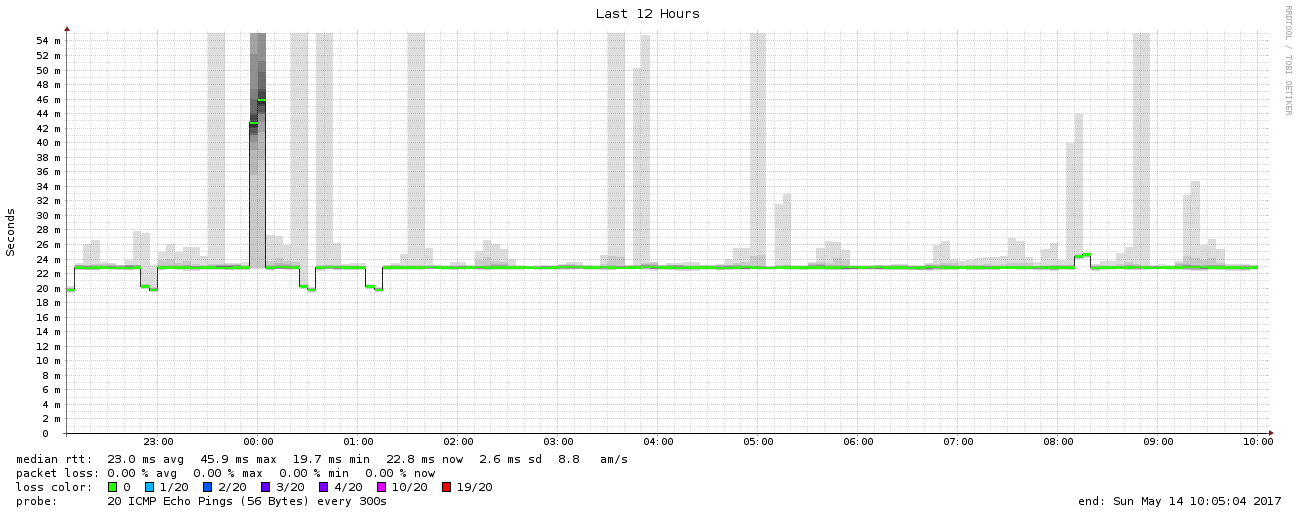 Last 12 Hours
RRDTOOL / TOBI OETIKER
Seconds
54 m
52 m
50 m
48 m
46 m
44 m
42 m
40 m
38 m
36 m
34 m
32 m
30 m
28 m
26 m
24 m
22 m
20 m
18 m
16 m
14 m
12 m
10 m
8 m
6 m
4 m
2 m
0
23:00 00:00 01:00 02:00 03:00 04:00 05:00 06:00 07:00 08:00 09:00 10:00
median rtt: 23.0 ms avg 45.9 ms max 19.7 ms min 22.8 ms now 2.6 ms sd 8.8 am/s
packet loss: 0.00 % avg 0.00 % max 0.00 % min 0.00 % now
loss color: 0 1/20 2/20 3/20 4/20 10/20 19/20
probe: 20 ICMP Echo Pings (56 Bytes) every 300s end: Sun May 14 10:05:04 2017